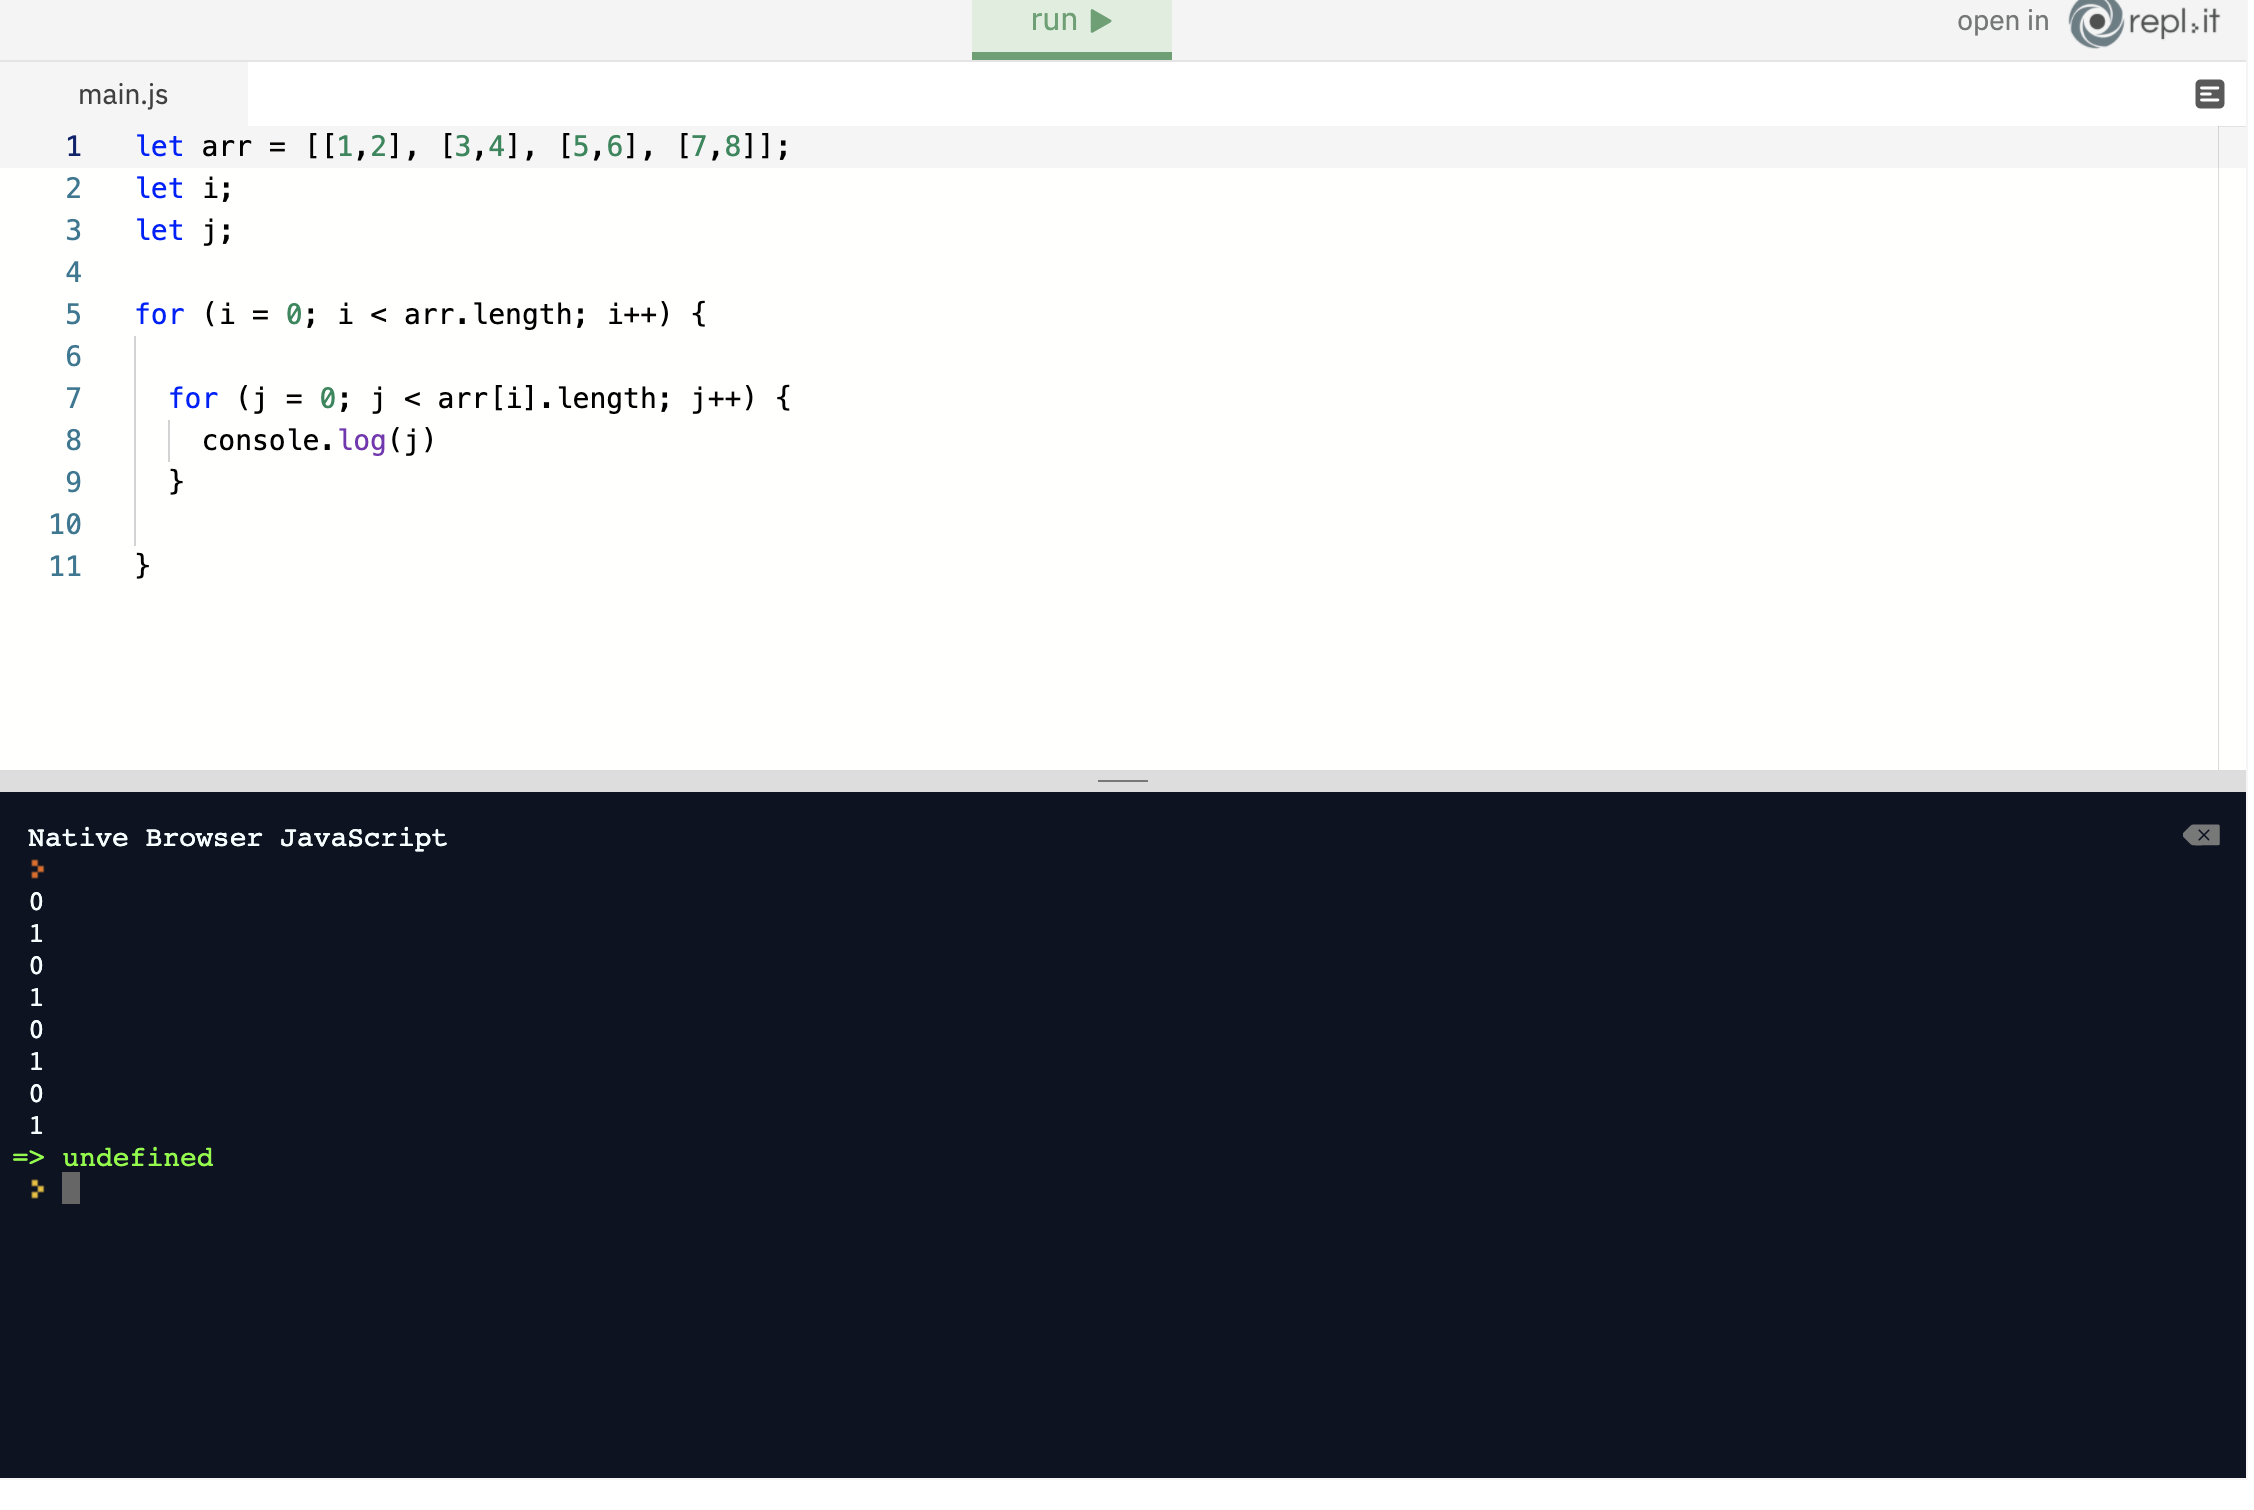 run
open in repl.it
main.js
1 let arr = [[1,2], [3,4], [5,6], [7,8]];
2 let i;
3 let j;
4
5 for (i = 0; i < arr.length; i++) {
6
7 for (j = 0; j < arr[i].length; j++) {
8 console.log(j)
9 }
10
11 }
Native Browser JavaScript
0
1
0
1
0
1
0
1
=> undefined